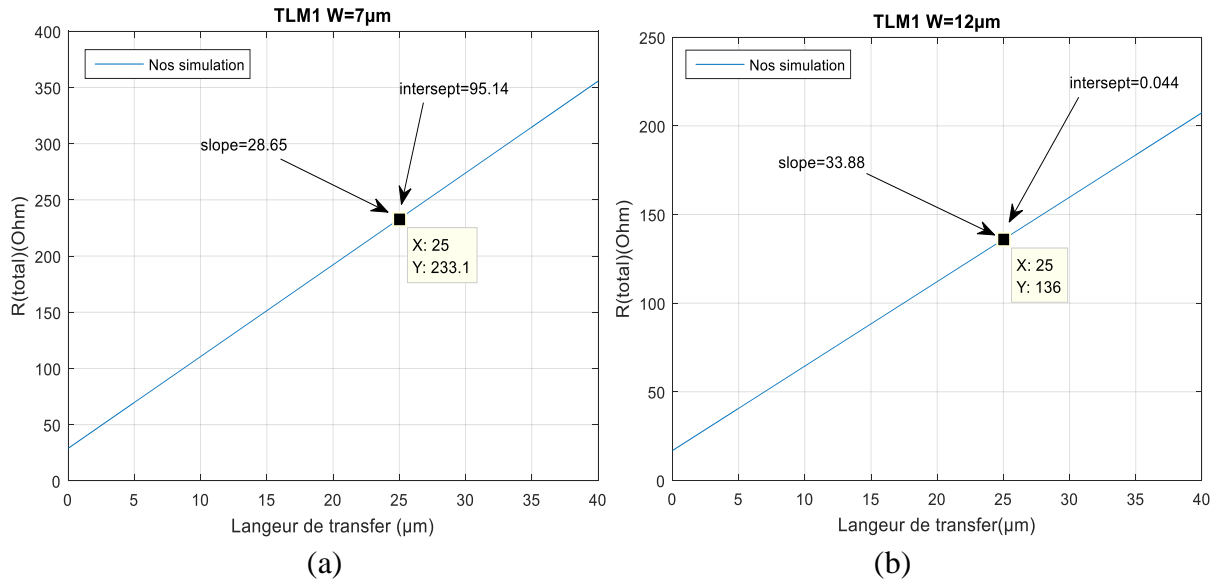 TLM1 W=7µm
400
350
300
250
200
150
100
50
0
R(total)(Ohm)
Nos simulation
intersept=95.14
slope=28.65
X: 25
Y: 233.1
0 5 10 15 20 25 30 35 40
Langeur de transfer (µm)
(a)
TLM1 W=12µm
250
200
150
100
50
0
R(total)(Ohm)
Nos simulation
intersept=0.044
slope=33.88
X: 25
Y: 136
0 5 10 15 20 25 30 35 40
Langeur de transfer(µm)
(b)